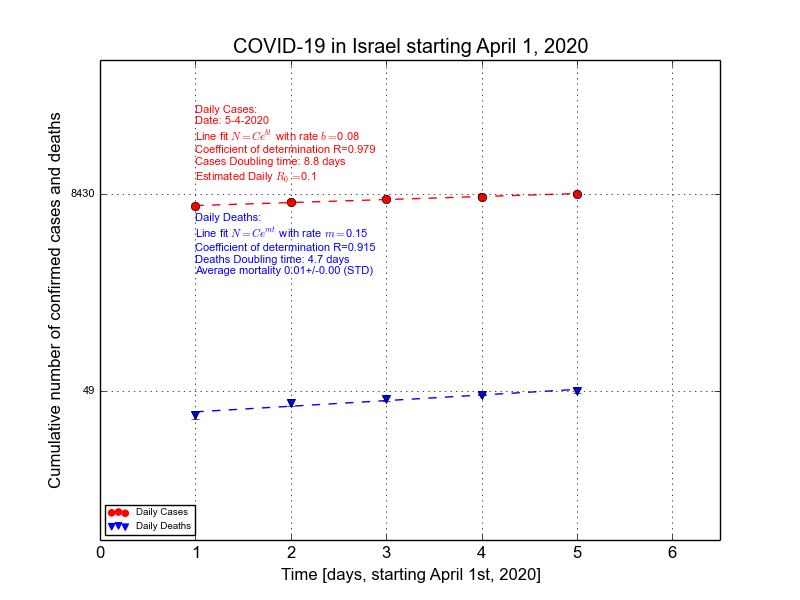 COVID-19 in Israel starting April 1, 2020
Cumulative number of confirmed cases and deaths
8430
49
Daily Cases:
Date: 5-4-2020
Line fit N=Ce^{bt} with rate b=0.08
Coefficient of determination R=0.979
Cases Doubling time: 8.8 days
Estimated Daily R_0=0.1
Daily Deaths:
Line fit N=Ce^{mt} with rate m=0.15
Coefficient of determination R=0.915
Deaths Doubling time: 4.7 days
Average mortality 0.01+/-0.00 (STD)
Daily Cases
Daily Deaths
0 1 2 3 4 5 6
Time [days, starting April 1st, 2020]